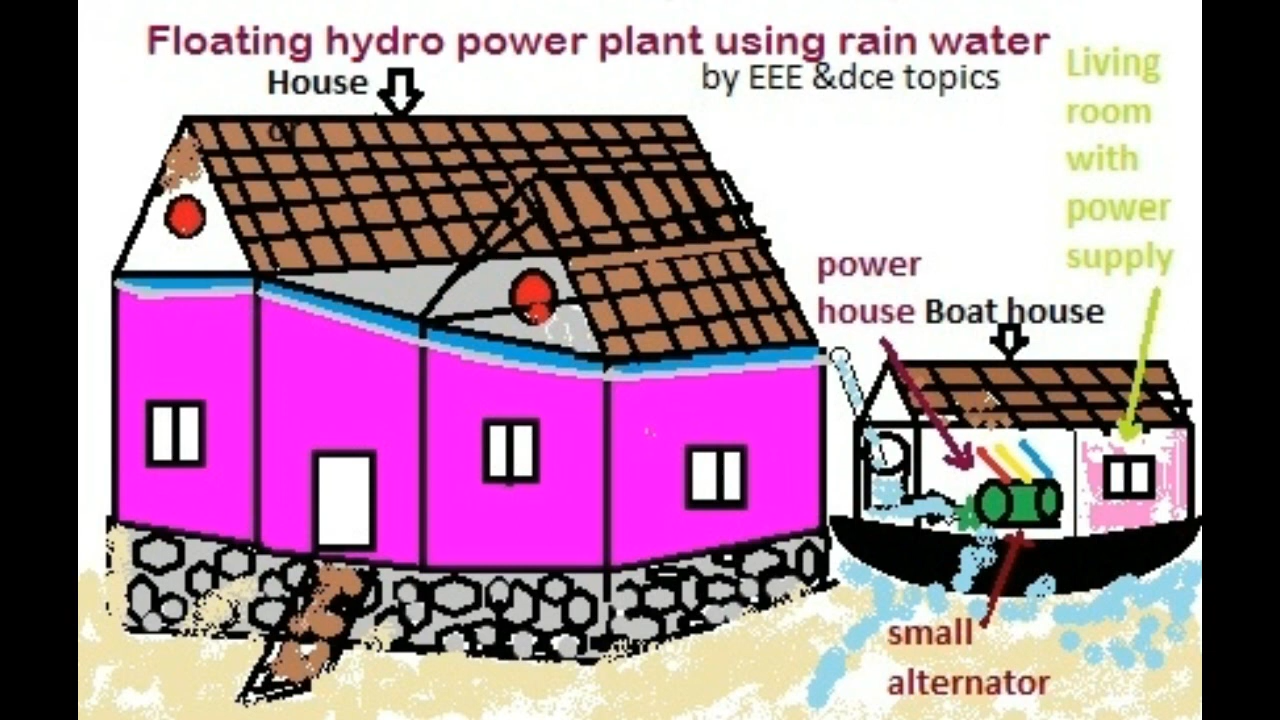 Floating hydro power plant using rain water
by EEE &dce topics
House
or
Living
room
with
power
supply
power
house
Boat house
small
alternator